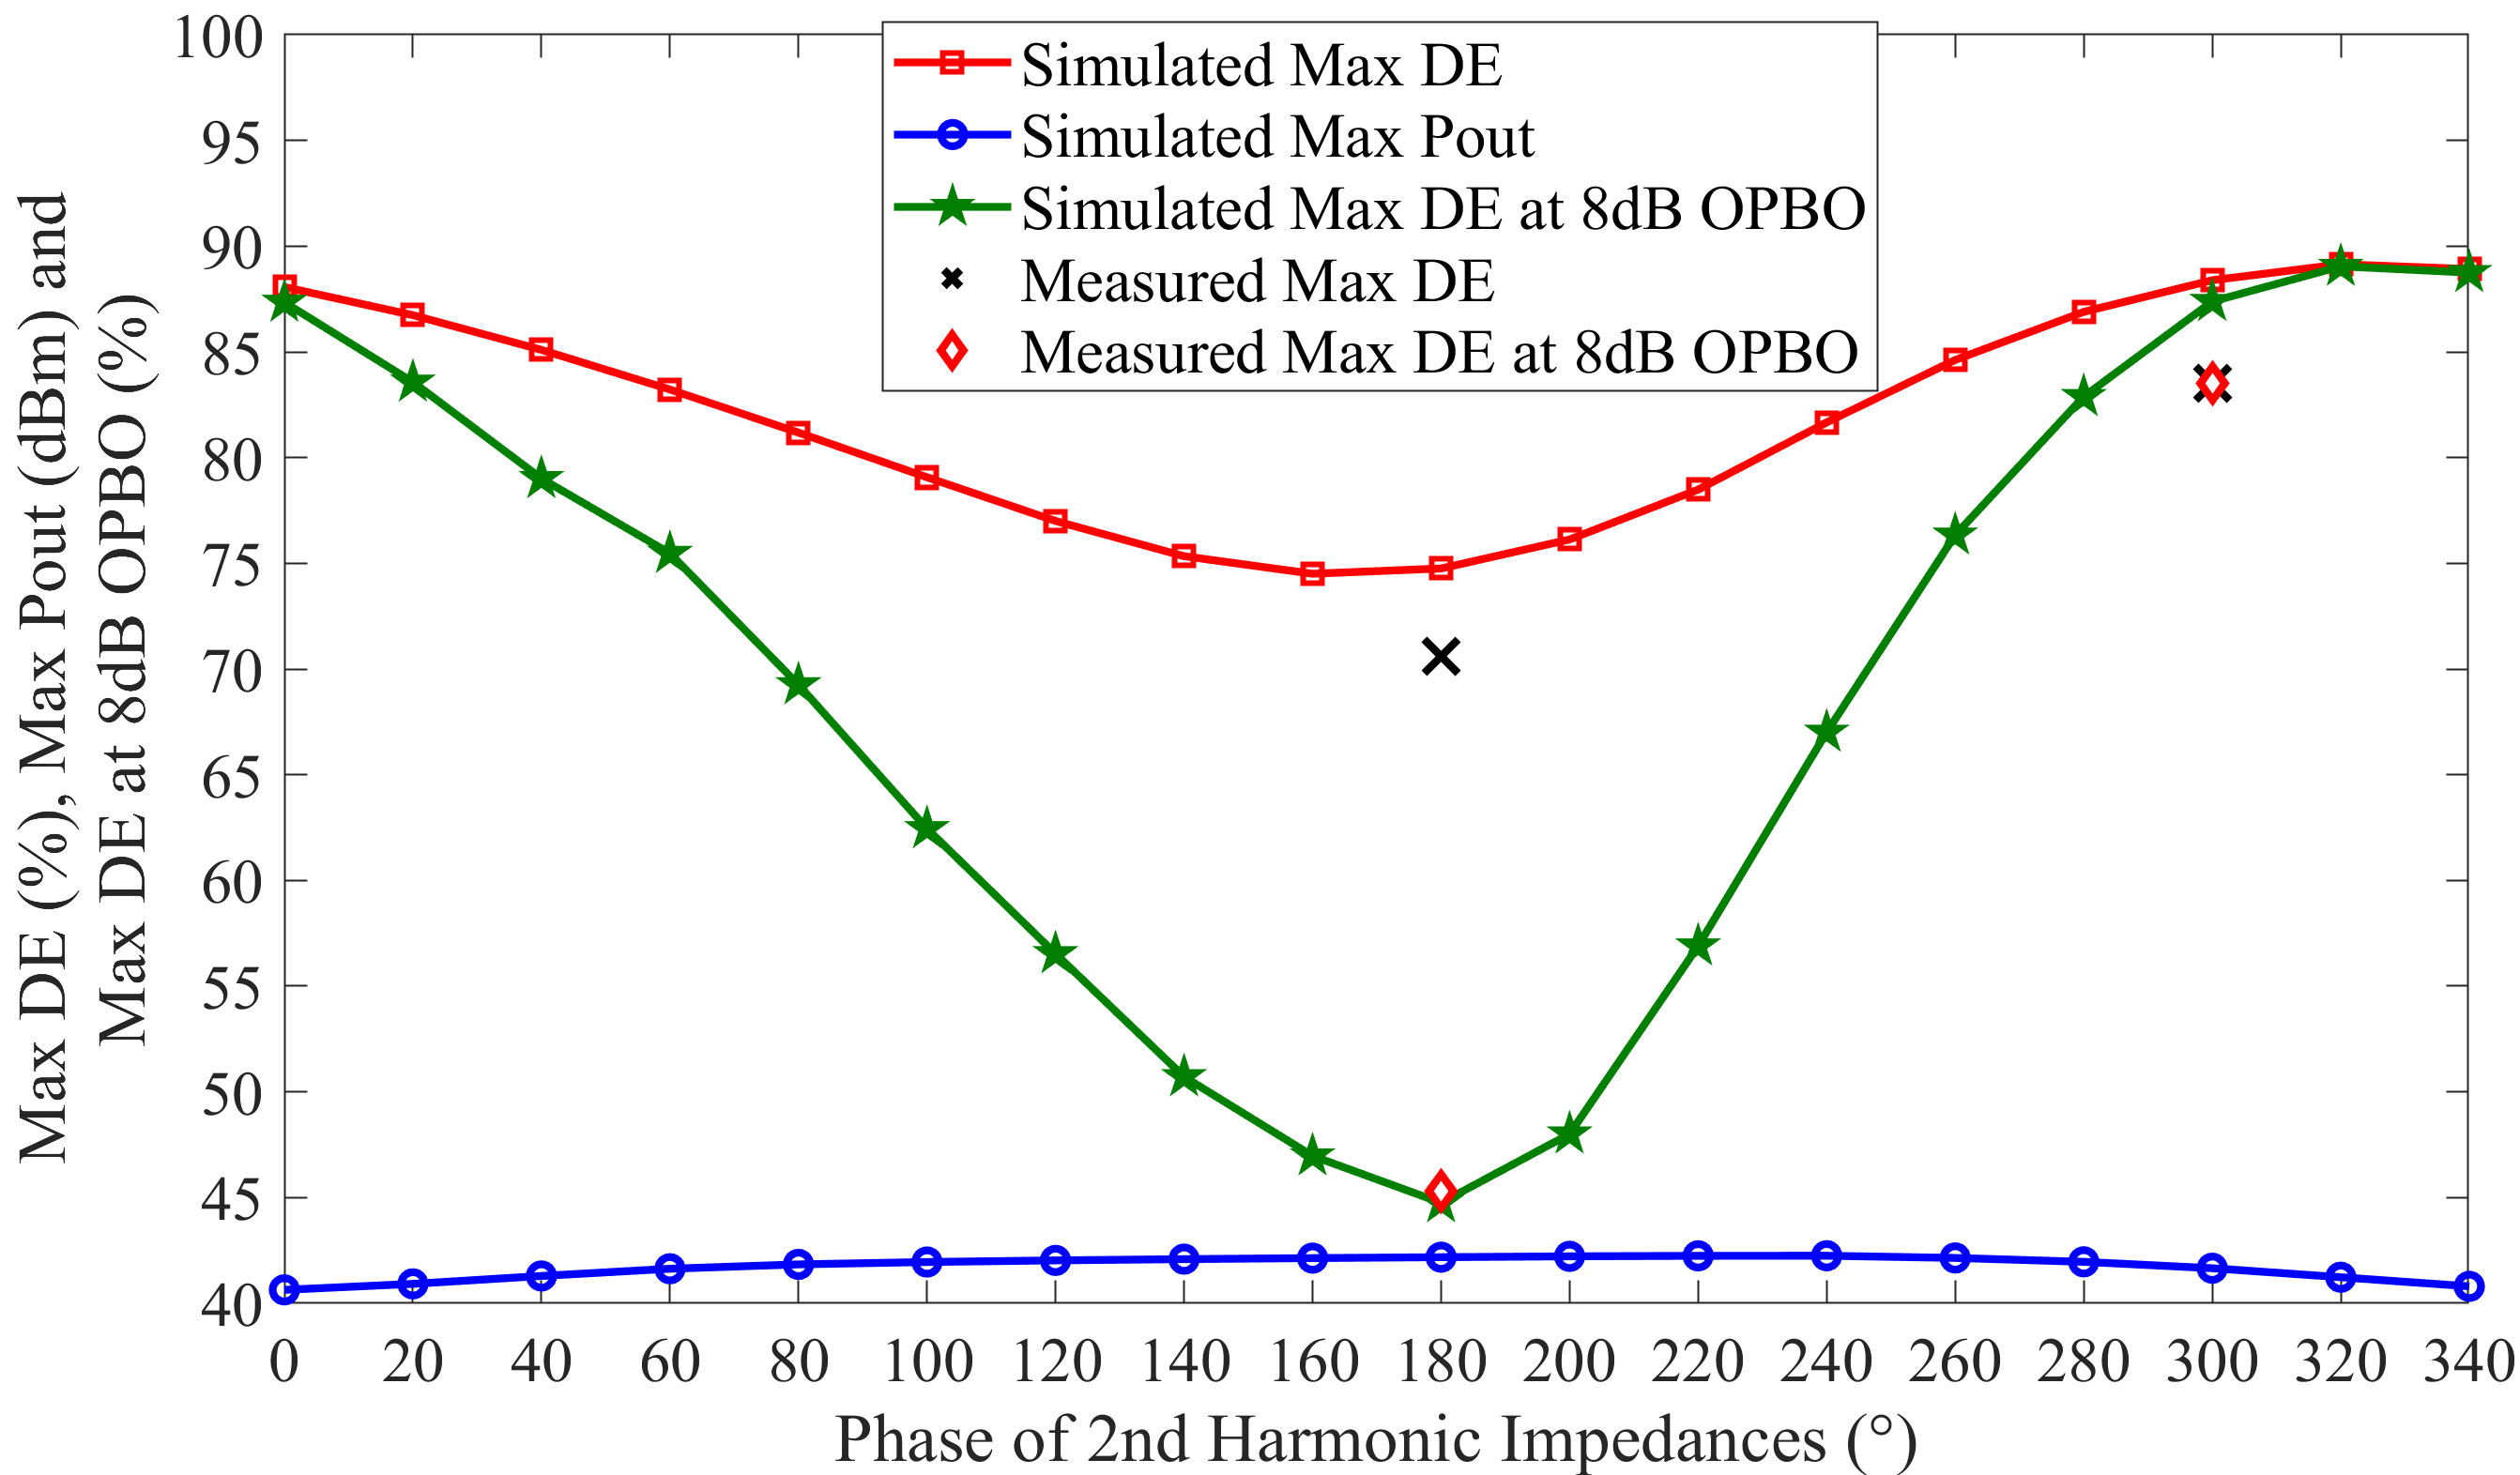 Max DE (%), Max Pout (dBm) and
Max DE at 8dB OPBO (%)
100
95
90
85
80
75
70
65
60
55
50
45
40
Simulated Max DE
Simulated Max Pout
Simulated Max DE at 8dB OPBO
Measured Max DE
Measured Max DE at 8dB OPBO
0 20 40 60 80 100 120 140 160 180 200 220 240 260 280 300 320 340
Phase of 2nd Harmonic Impedances (°)